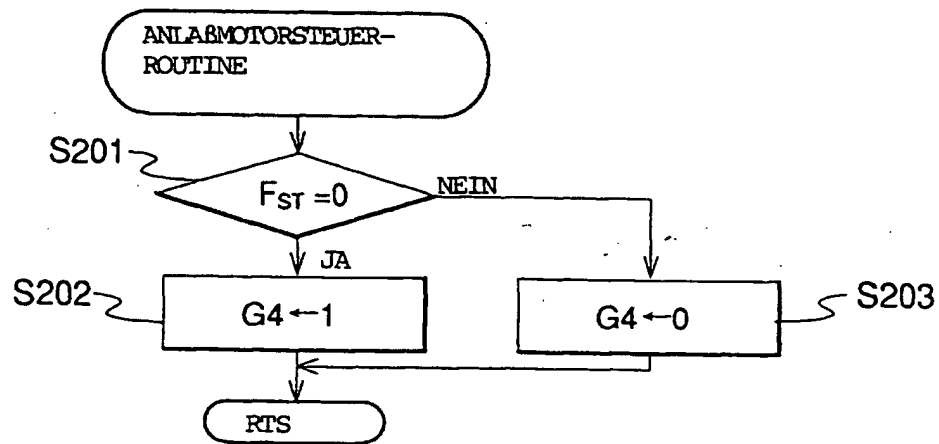 ANLAßMOTORSTEUER-
ROUTINE
S201
FST =0
NEIN
JA
S202
G4←1
G4←0
S203
RTS